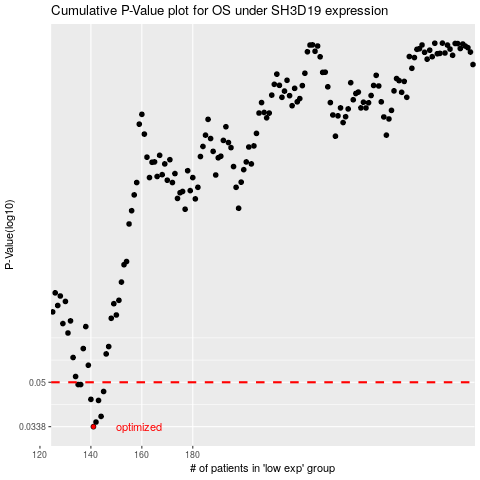 Cumulative P-Value plot for OS under SH3D19 expression
P-Value(log10)
0.05
0.0338
optimized
120 140 160 180
# of patients in 'low exp' group